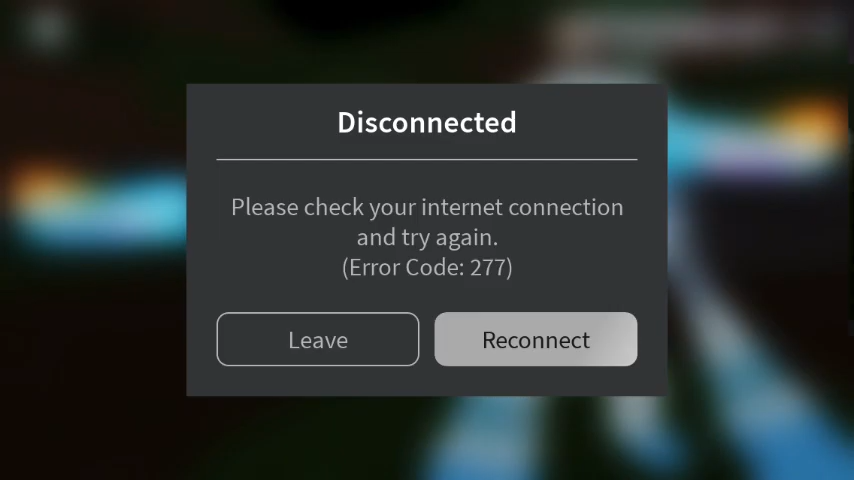 Disconnected
Please check your internet connection
and try again.
(Error Code: 277)
Leave
Reconnect